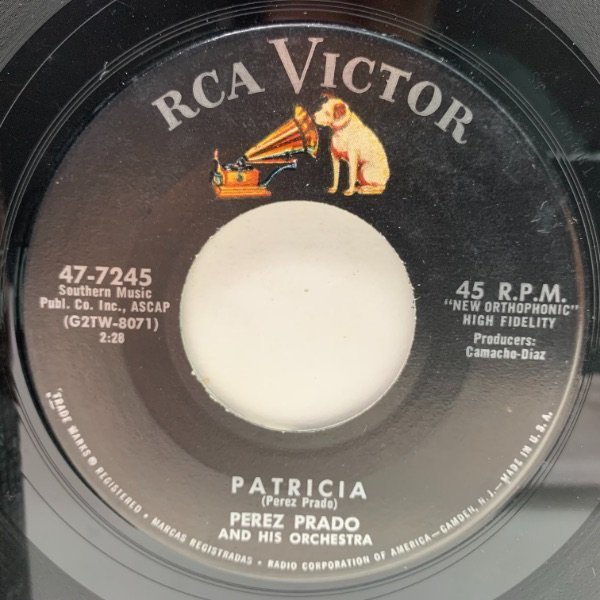 RCA VICTOR
47-7245
Southern Music
Publ. Co. Inc., ASCAP
(G2TW-8071)
2:28
45 R.P.M.
"NEW ORTHOPHONIC"
HIGH FIDELITY
Producers:
Camacho-Diaz
PATRICIA
(Perez Prado)
PEREZ PRADO
AND HIS ORCHESTRA
"TRADE MARKS ® REGISTERED • MARCAS REGISTRADAS • RADIO CORPORATION OF AMERICA—CAMDEN, N.J.—MADE IN U.S.A.